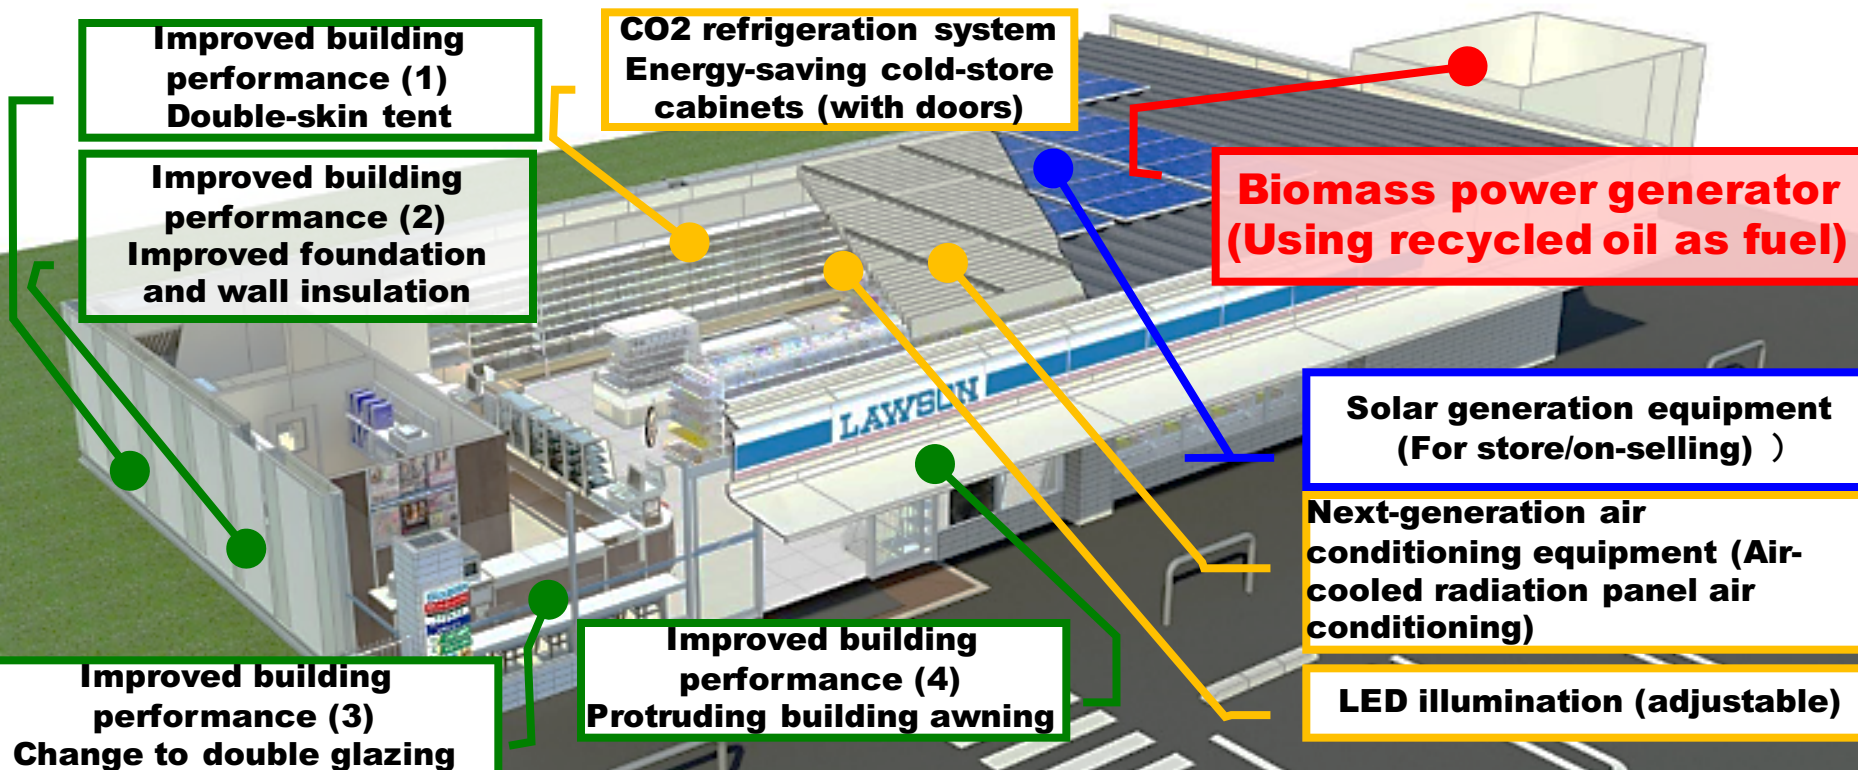 Improved building
performance (1)
Double-skin tent
CO2 refrigeration system
Energy-saving cold-store
cabinets (with doors)
Improved building
performance (2)
Improved foundation
and wall insulation
Biomass power generator
(Using recycled oil as fuel)
LAWSON
Solar generation equipment
(For store/on-selling) ）
Next-generation air
conditioning equipment (Air-
cooled radiation panel air
conditioning)
Improved building
performance (3)
Change to double glazing
Improved building
performance (4)
Protruding building awning
LED illumination (adjustable)